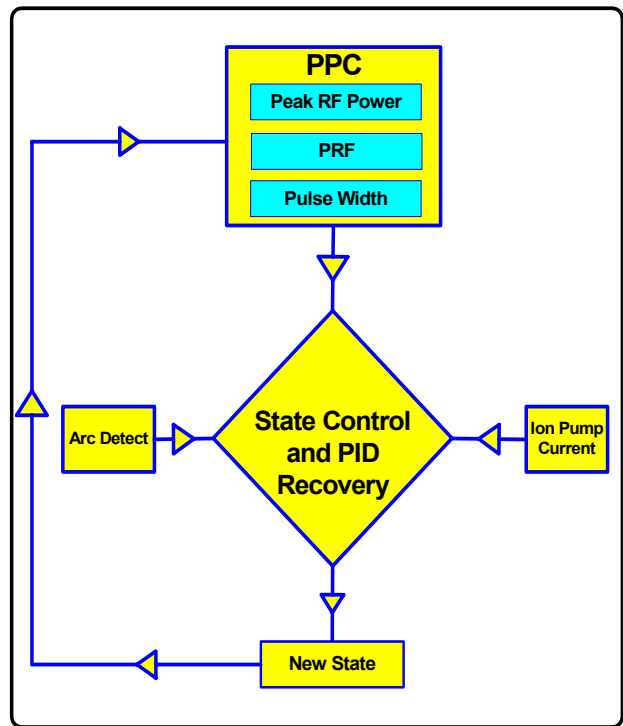 PPC
Peak RF Power
PRF
Pulse Width
Arc Detect
State Control
and PID
Recovery
Ion Pump
Current
New State